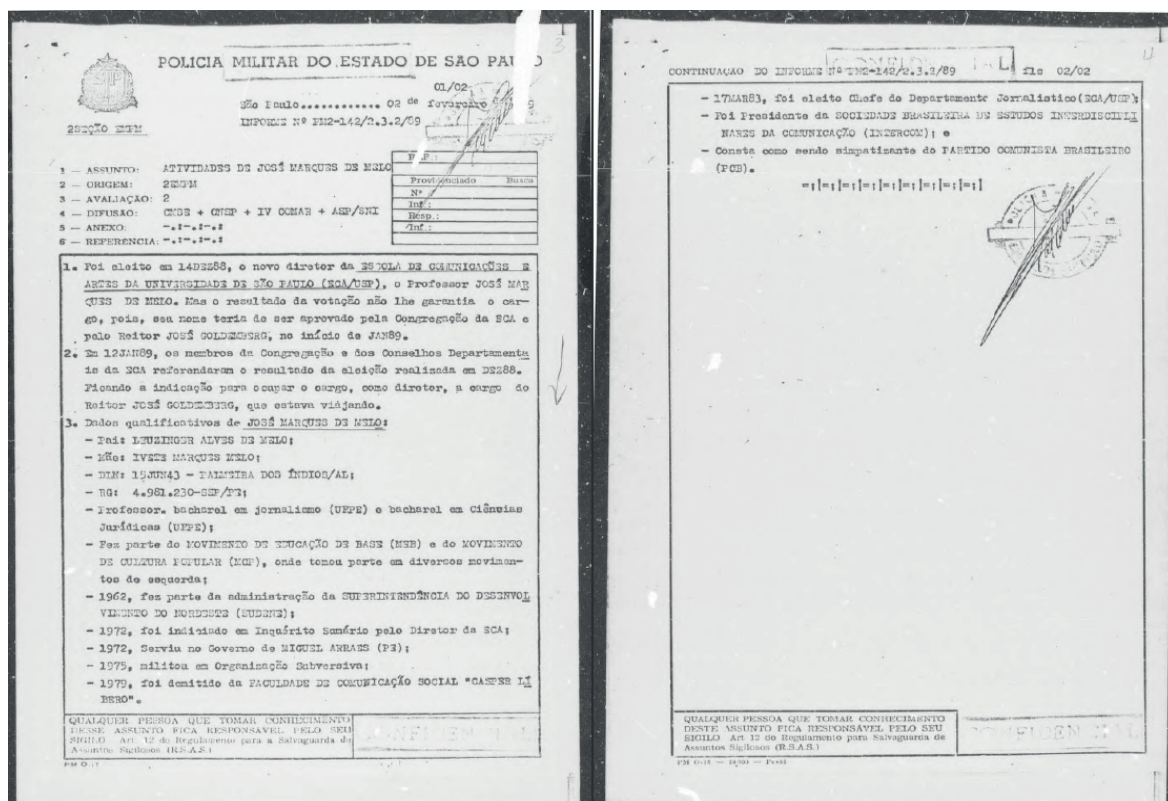 3
POLICIA MILITAR DO ESTADO DE SÃO PAULO
01/02
São Paulo............ 02 de fevereiro
INFORME Nº PM2-142/2.3.2/89
2ªSEÇÃO EMPM
1 — ASSUNTO: ATIVIDADES DE JOSÉ MARQUES DE MELO
2 — ORIGEM: 2EMPM
3 — AVALIAÇÃO: 2
4 — DIFUSÃO: CMSE + CMSP + IV COMAR + ASP/SNI
5 — ANEXO: -.:-.:-.:
6 — REFERÊNCIA: -.:-.:-.:
Providenciado Busca
Nº
Inf.:
Resp.:
/Inf.:
1. Foi eleito em 14DEZ88, o novo diretor da ESCOLA DE COMUNICAÇÕES E
ARTES DA UNIVERSIDADE DE SÃO PAULO (ECA/USP), o Professor JOSÉ MAR
QUES DE MELO. Mas o resultado da votação não lhe garantia o car-
go, pois, seu nome teria de ser aprovado pela Congregação da ECA e
pelo Reitor JOSÉ GOLDEMBERG, no início de JAN89.
2. Em 12JAN89, os membros da Congregação e dos Conselhos Departamenta
is da ECA referendaram o resultado da eleição realizada em DEZ88.
Ficando a indicação para ocupar o cargo, como diretor, a cargo do
Reitor JOSÉ GOLDEMBERG, que estava viajando.
3. Dados qualificativos de JOSÉ MARQUES DE MELO:
- Pai: LEUZINGER ALVES DE MELO;
- Mãe: IVETE MARQUES MELO;
- DLN: 15JUN43 - PALMEIRA DOS ÍNDIOS/AL;
- RG: 4.981.230-SSP/PE;
- Professor. bacharel em jornalismo (UFPE) e bacharel em Ciências
Jurídicas (UFPE);
- Fez parte do MOVIMENTO DE EDUCAÇÃO DE BASE (MEB) e do MOVIMENTO
DE CULTURA POPULAR (MCP), onde tomou parte em diversos movimen-
tos de esquerda;
- 1962, fez parte da administração da SUPERINTENDÊNCIA DO DESENVOL
VIMENTO DO NORDESTE (SUDENE);
- 1972, foi indiciado em Inquérito Sumário pelo Diretor da ECA;
- 1972, Serviu no Governo de MIGUEL ARRAES (PE);
- 1975, militou em Organização Subversiva;
- 1979, foi demitido da FACULDADE DE COMUNICAÇÃO SOCIAL "CASPER LÍ
BERO".
QUALQUER PESSOA QUE TOMAR CONHECIMENTO
DESSE ASSUNTO FICA RESPONSÁVEL PELO SEU
SIGILO Art. 12 do Regulamento para a Salvaguarda de
Assuntos Sigilosos (R.S.A.S.)
CONFIDENCIAL
4
CONFIDENCIAL
CONTINUAÇÃO DO INFORME Nº PM2-142/2.3.2/89 fls 02/02
- 17MAR83, foi eleito Chefe do Departamento Jornalístico(ECA/USP);
- Foi Presidente da SOCIEDADE BRASILEIRA DE ESTUDOS INTERDISCIPLI
NARES DA COMUNICAÇÃO (INTERCOM); e
- Consta como sendo simpatizante do PARTIDO COMUNISTA BRASILEIRO
(PCB).
=:|=:|=:|=:|=:|=:|=:|=:|
QUALQUER PESSOA QUE TOMAR CONHECIMENTO
DESTE ASSUNTO FICA RESPONSÁVEL PELO SEU
SIGILO Art 12 do Regulamento para Salvaguarda de
Assuntos Sigilosos (R.S.A.S.)
CONFIDENCIAL